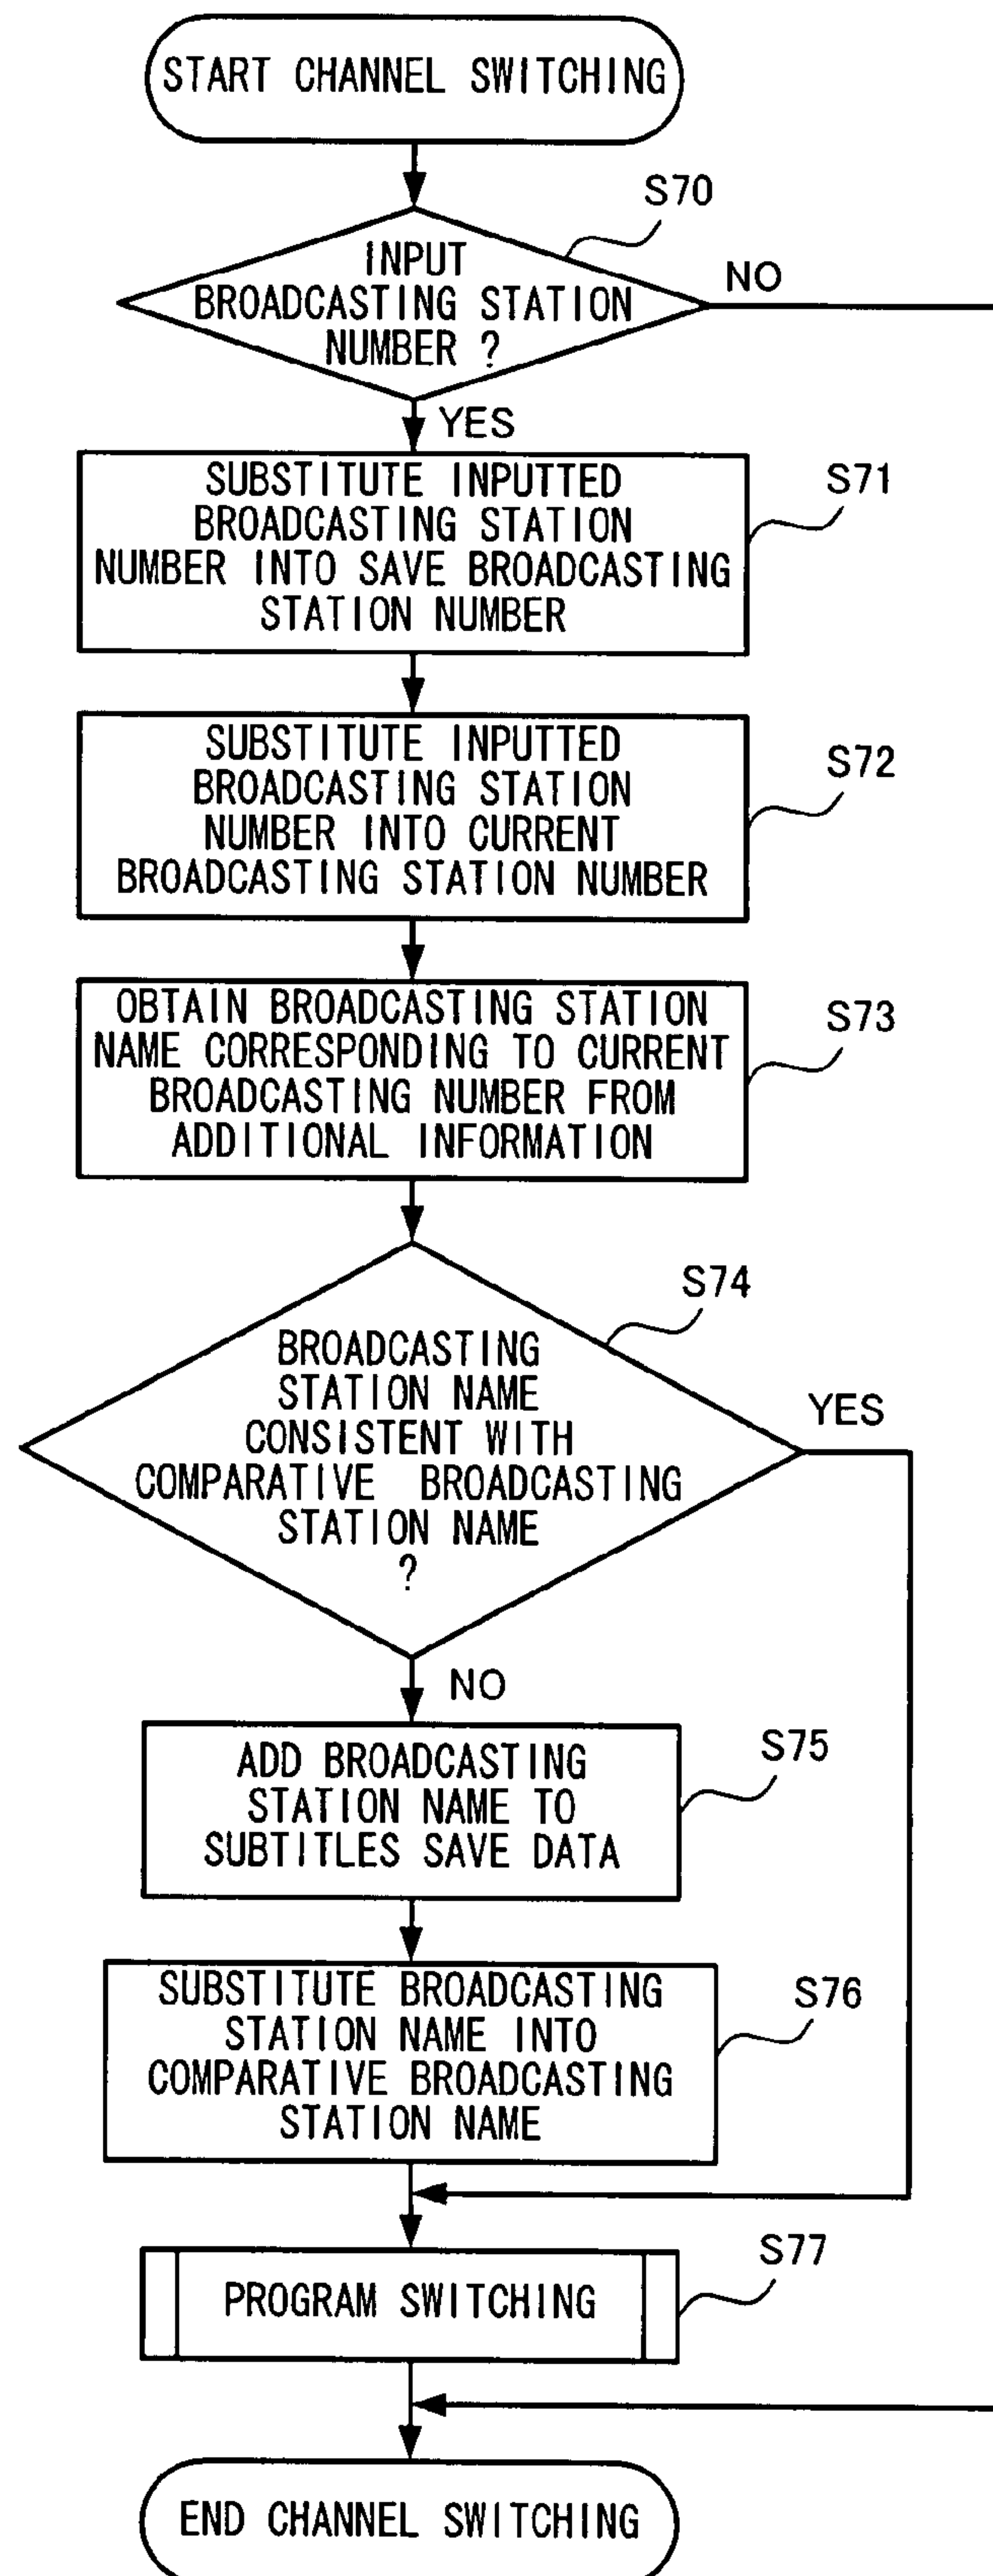 START CHANNEL SWITCHING
S70
INPUT
BROADCASTING STATION
NUMBER ?
NO
YES
SUBSTITUTE INPUTTED
BROADCASTING STATION
NUMBER INTO SAVE BROADCASTING
STATION NUMBER
S71
SUBSTITUTE INPUTTED
BROADCASTING STATION
NUMBER INTO CURRENT
BROADCASTING STATION NUMBER
S72
OBTAIN BROADCASTING STATION
NAME CORRESPONDING TO CURRENT
BROADCASTING NUMBER FROM
ADDITIONAL INFORMATION
S73
S74
BROADCASTING
STATION NAME
CONSISTENT WITH
COMPARATIVE BROADCASTING
STATION NAME
?
YES
NO
ADD BROADCASTING
STATION NAME TO
SUBTITLES SAVE DATA
S75
SUBSTITUTE BROADCASTING
STATION NAME INTO
COMPARATIVE BROADCASTING
STATION NAME
S76
PROGRAM SWITCHING
S77
END CHANNEL SWITCHING